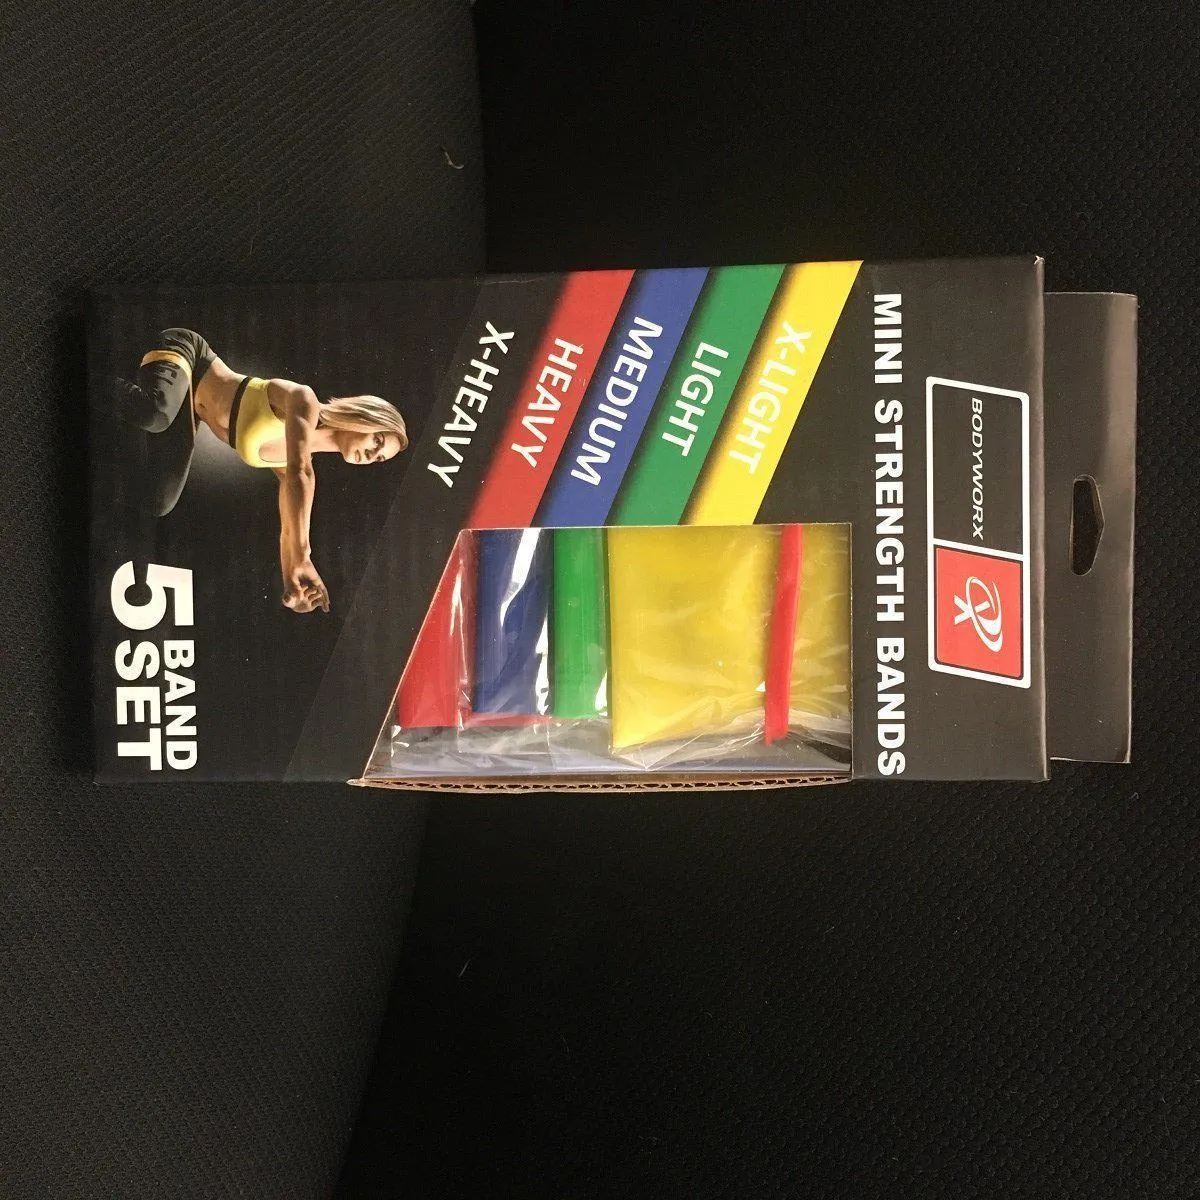 BODYWORX
MINI STRENGTH BANDS
X-LIGHT
LIGHT
MEDIUM
HEAVY
X-HEAVY
5 BAND
SET